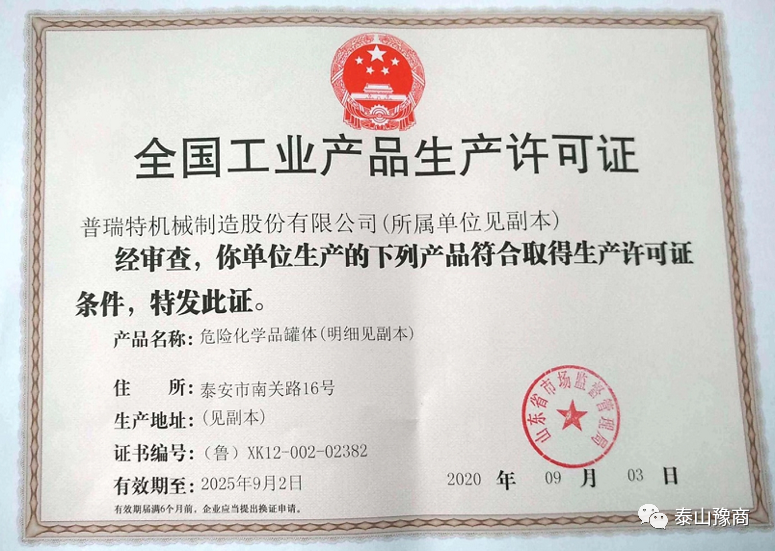 全国工业产品生产许可证
普瑞特机械制造股份有限公司(所属单位见副本)
经审查，你单位生产的下列产品符合取得生产许可证
条件，特发此证。
产品名称：危险化学品罐体(明细见副本)
住 所：泰安市南关路16号
生产地址：(见副本)
证书编号：（鲁）XK12-002-02382
有效期至：2025年9月2日
有效期届满6个月前，企业应当提出换证申请。
山东省市场监督管理局
2020 年 09 月 03 日
泰山豫商